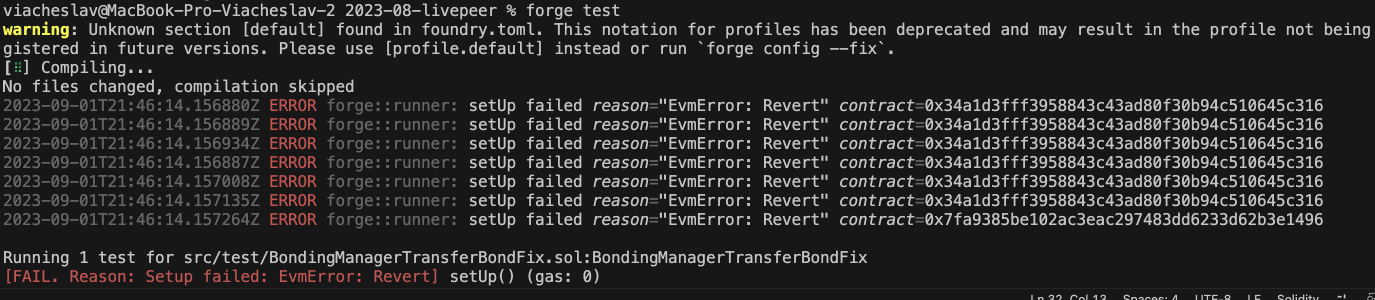 viacheslav@MacBook-Pro-Viacheslav-2 2023-08-livepeer % forge test
warning: Unknown section [default] found in foundry.toml. This notation for profiles has been deprecated and may result in the profile not being
gistered in future versions. Please use [profile.default] instead or run `forge config --fix`.
[⠃] Compiling...
No files changed, compilation skipped
2023-09-01T21:46:14.156880Z ERROR forge::runner: setUp failed reason="EvmError: Revert" contract=0x34a1d3fff3958843c43ad80f30b94c510645c316
2023-09-01T21:46:14.156889Z ERROR forge::runner: setUp failed reason="EvmError: Revert" contract=0x34a1d3fff3958843c43ad80f30b94c510645c316
2023-09-01T21:46:14.156934Z ERROR forge::runner: setUp failed reason="EvmError: Revert" contract=0x34a1d3fff3958843c43ad80f30b94c510645c316
2023-09-01T21:46:14.156887Z ERROR forge::runner: setUp failed reason="EvmError: Revert" contract=0x34a1d3fff3958843c43ad80f30b94c510645c316
2023-09-01T21:46:14.157008Z ERROR forge::runner: setUp failed reason="EvmError: Revert" contract=0x34a1d3fff3958843c43ad80f30b94c510645c316
2023-09-01T21:46:14.157135Z ERROR forge::runner: setUp failed reason="EvmError: Revert" contract=0x34a1d3fff3958843c43ad80f30b94c510645c316
2023-09-01T21:46:14.157264Z ERROR forge::runner: setUp failed reason="EvmError: Revert" contract=0x7fa9385be102ac3eac297483dd6233d62b3e1496
Running 1 test for src/test/BondingManagerTransferBondFix.sol:BondingManagerTransferBondFix
[FAIL. Reason: Setup failed: EvmError: Revert] setUp() (gas: 0)
Ln 32, Col 13 Spaces: 4 UTF-8 LF Solidity